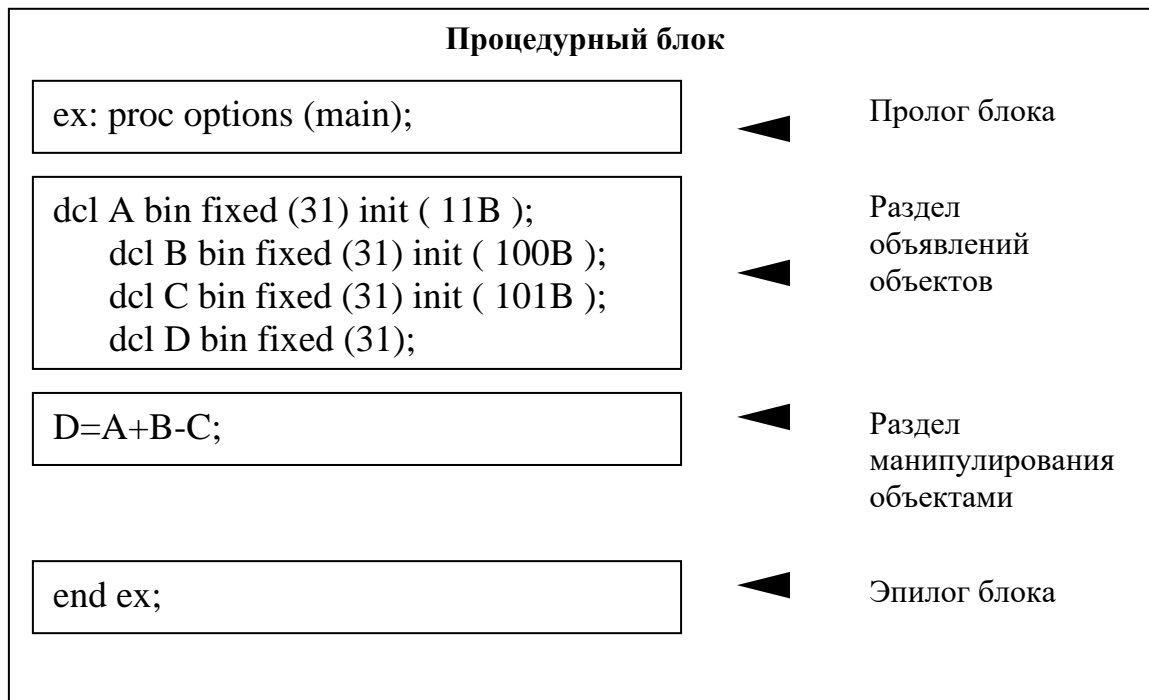 Процедурный блок
ex: proc options (main);
Пролог блока
dcl A bin fixed (31) init ( 11B );
dcl B bin fixed (31) init ( 100B );
dcl C bin fixed (31) init ( 101B );
dcl D bin fixed (31);
Раздел
объявлений
объектов
D=A+B-C;
Раздел
манипулирования
объектами
end ex;
Эпилог блока